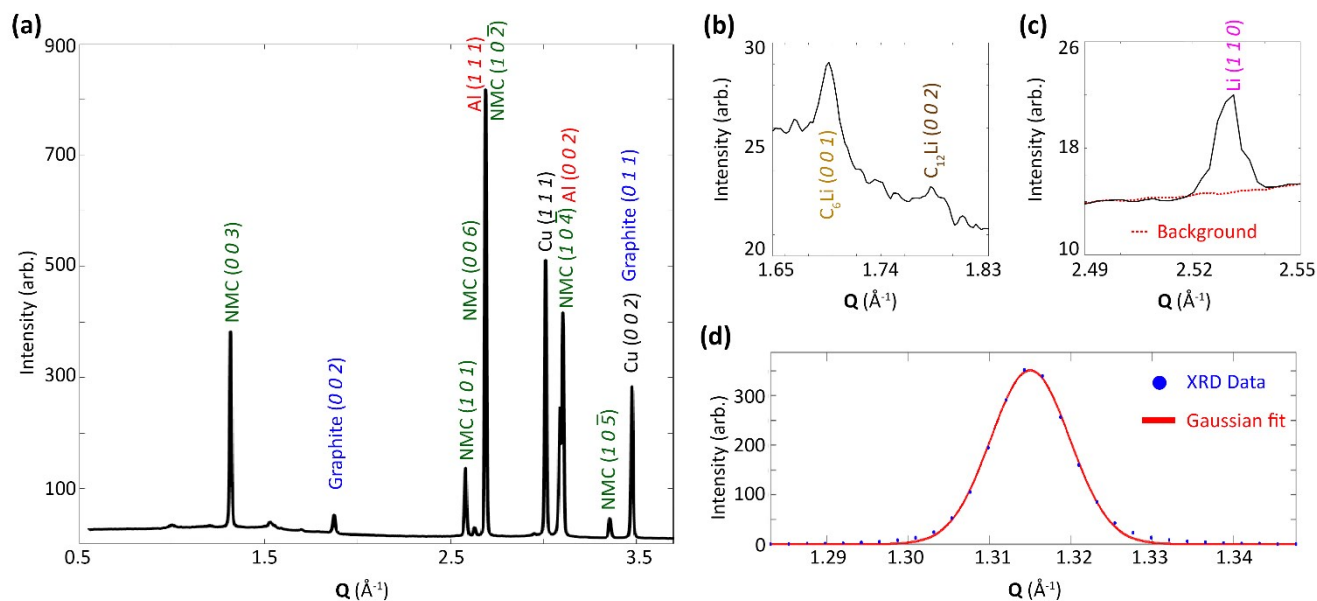 (a)
900
700
500
300
100
0.5
1.5
2.5
3.5
Intensity (arb.)
Q (Å⁻¹)
NMC (0 0 3)
Graphite (0 0 2)
NMC (1 0 1)
NMC (0 0 6)
Al (1 1 1)
NMC (1 0 2̅)
Cu (1 1 1)
NMC (1 0 4̅)
Al (0 0 2)
NMC (1 0 5̅)
Cu (0 0 2)
Graphite (0 1 1)
(b)
30
25
20
1.65
1.74
1.83
Intensity (arb.)
Q (Å⁻¹)
C₆Li (0 0 1)
C₁₂Li (0 0 2)
(c)
26
18
10
2.49
2.52
2.55
Intensity (arb.)
Q (Å⁻¹)
Li (1 1 0)
Background
(d)
300
200
100
0
1.29
1.30
1.31
1.32
1.33
1.34
Intensity (arb.)
Q (Å⁻¹)
XRD Data
Gaussian fit